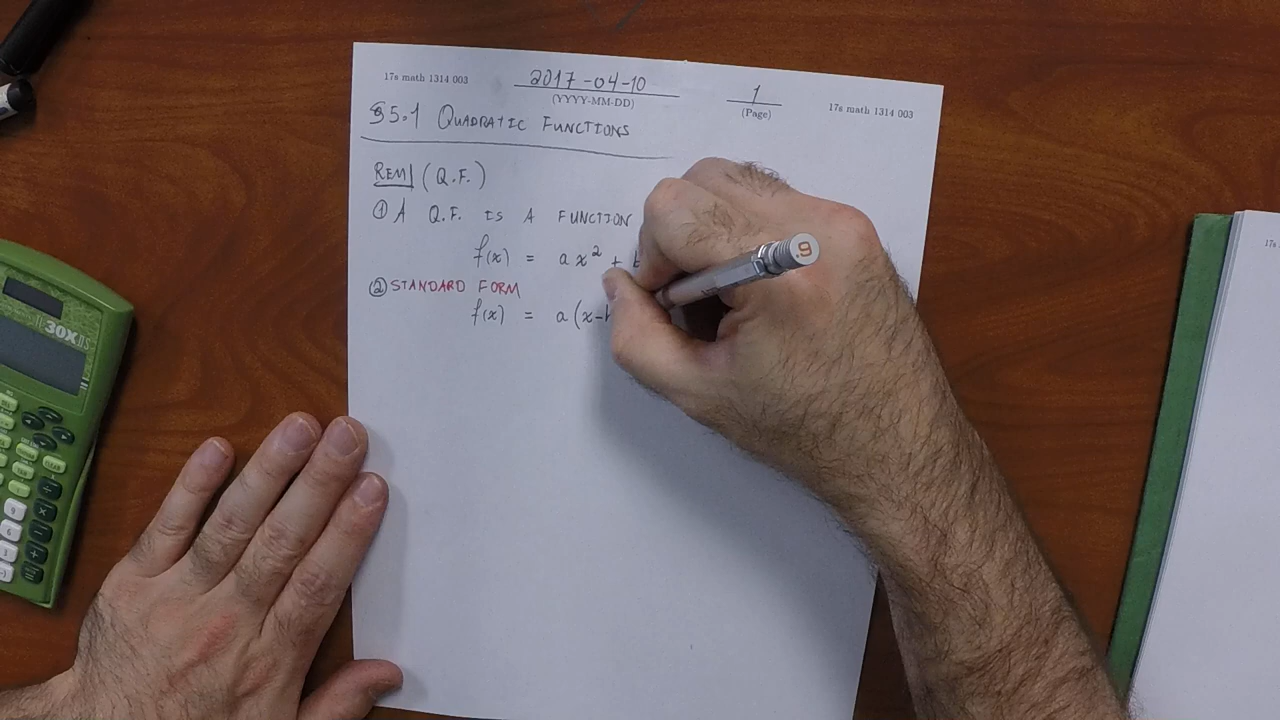 17s math 1314 003
2017-04-10
(YYYY-MM-DD)
1
(Page)
17s math 1314 003
§5.1 QUADRATIC FUNCTIONS
REM (Q.F.)
① A Q.F. IS A FUNCTION
f(x) = ax² +
② STANDARD FORM
f(x) = a(x-
30X IIS
.9